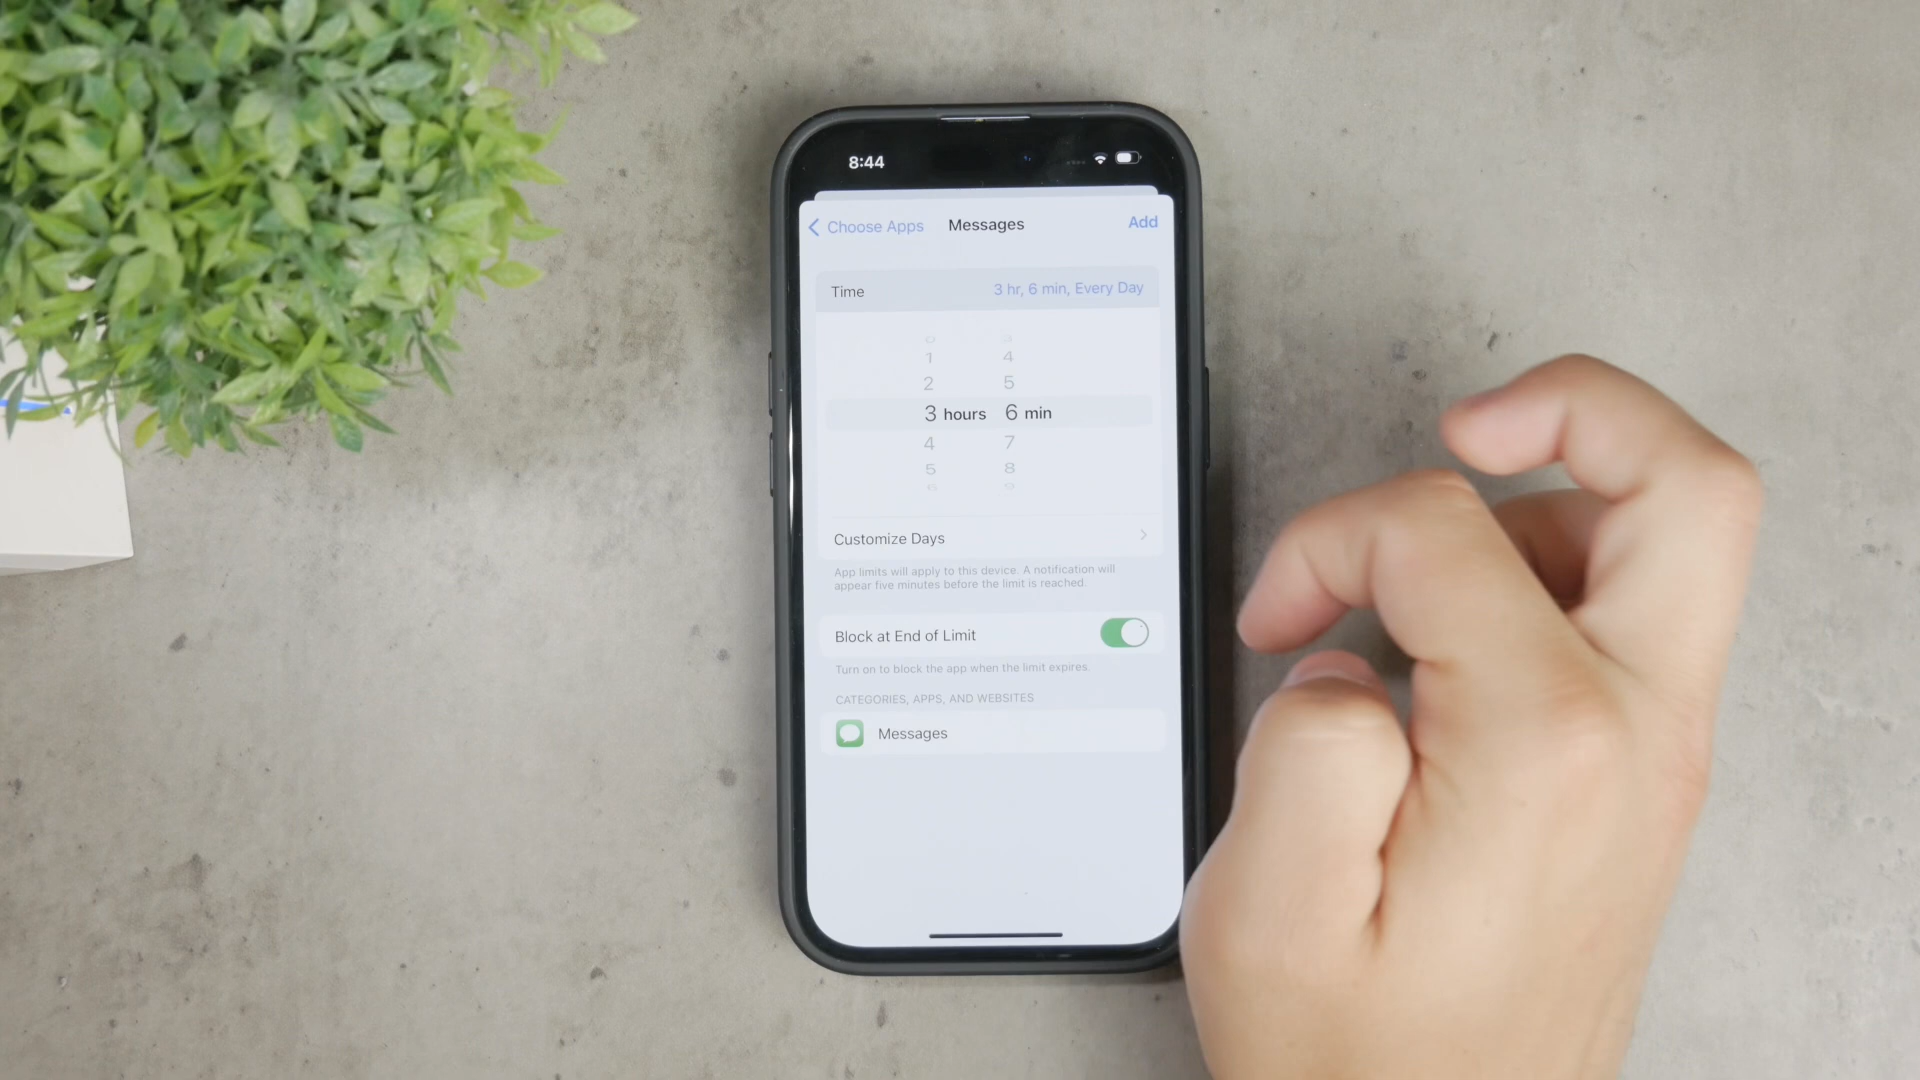 8:44
Choose Apps Messages Add
Time 3 hr, 6 min, Every Day
1 4
2 5
3 hours 6 min
4 7
5 8
6 9
Customize Days
App limits will apply to this device. A notification will
appear five minutes before the limit is reached.
Block at End of Limit
Turn on to block the app when the limit expires.
CATEGORIES, APPS, AND WEBSITES
Messages